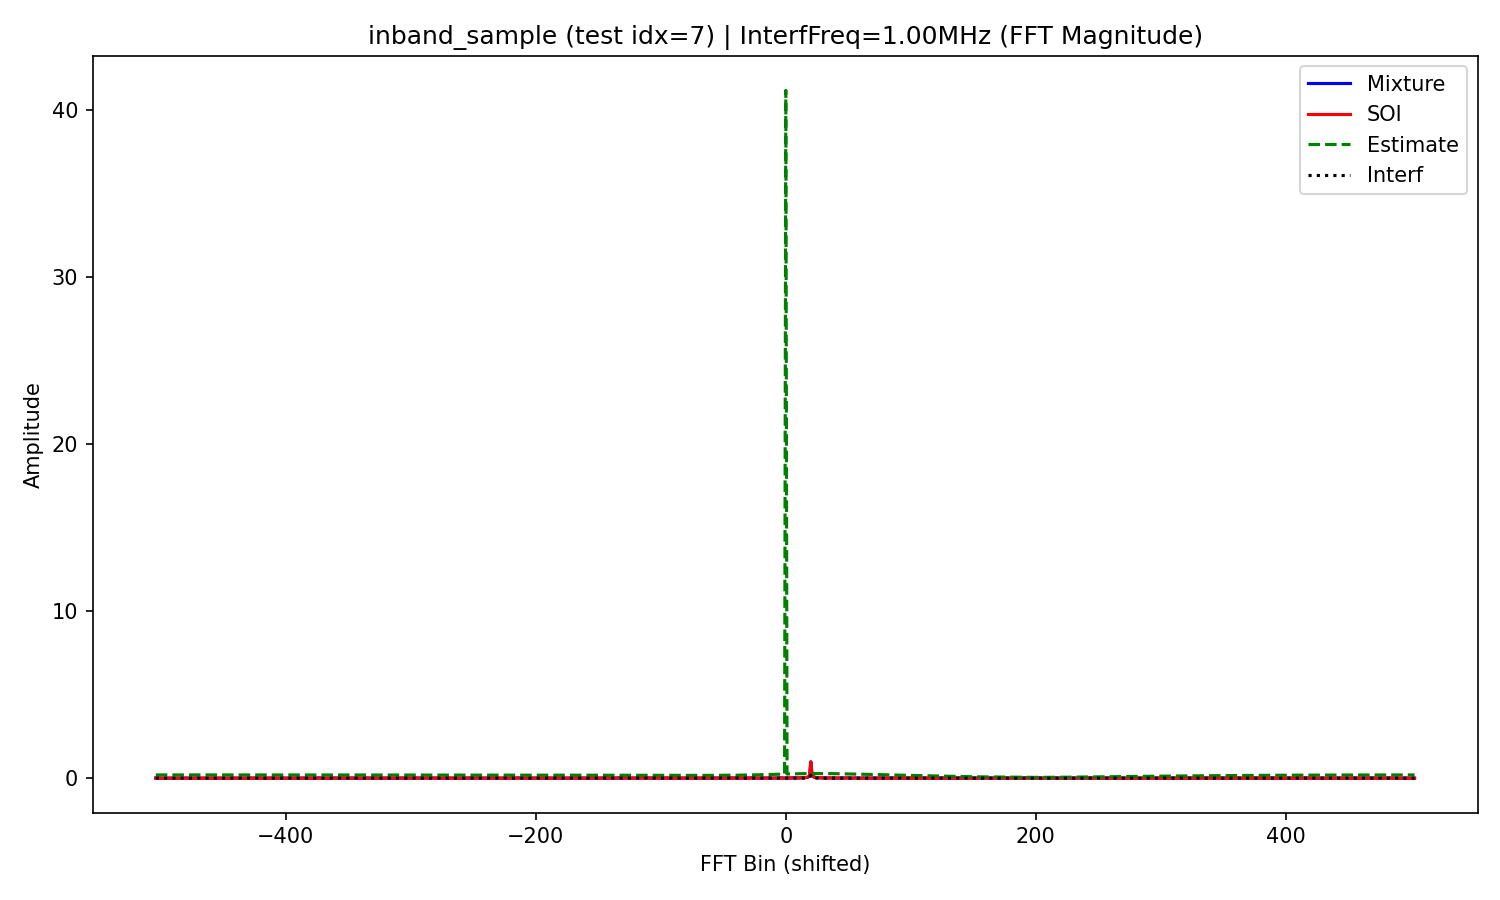 inband_sample (test idx=7) | InterfFreq=1.00MHz (FFT Magnitude)
Mixture
SOI
Estimate
Interf
Amplitude
40
30
20
10
0
−400
−200
0
200
400
FFT Bin (shifted)